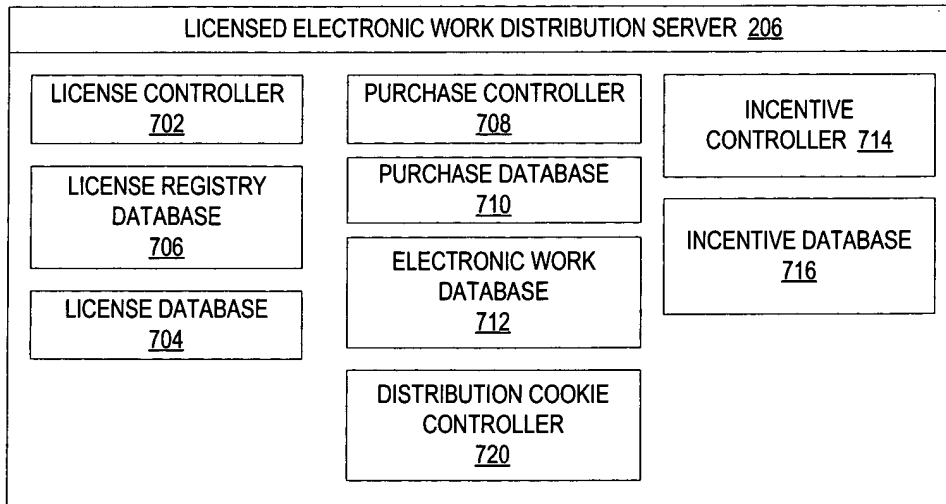 LICENSED ELECTRONIC WORK DISTRIBUTION SERVER 206
LICENSE CONTROLLER
702
LICENSE REGISTRY
DATABASE
706
LICENSE DATABASE
704
PURCHASE CONTROLLER
708
PURCHASE DATABASE
710
ELECTRONIC WORK
DATABASE
712
DISTRIBUTION COOKIE
CONTROLLER
720
INCENTIVE
CONTROLLER 714
INCENTIVE DATABASE
716